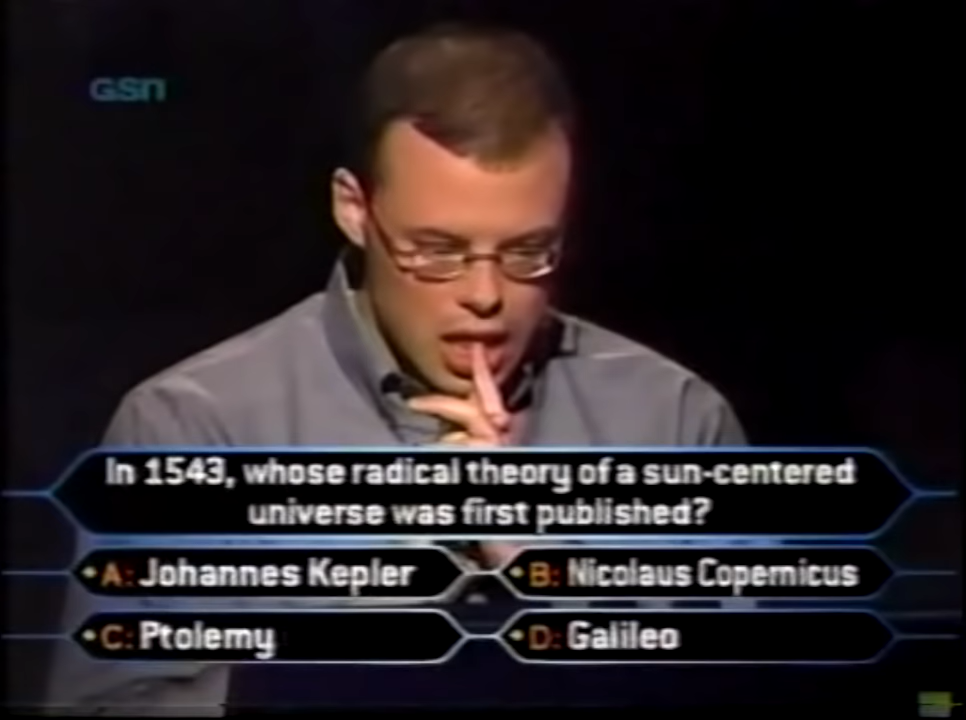 GSN
In 1543, whose radical theory of a sun-centered
universe was first published?
A: Johannes Kepler
B: Nicolaus Copernicus
C: Ptolemy
D: Galileo